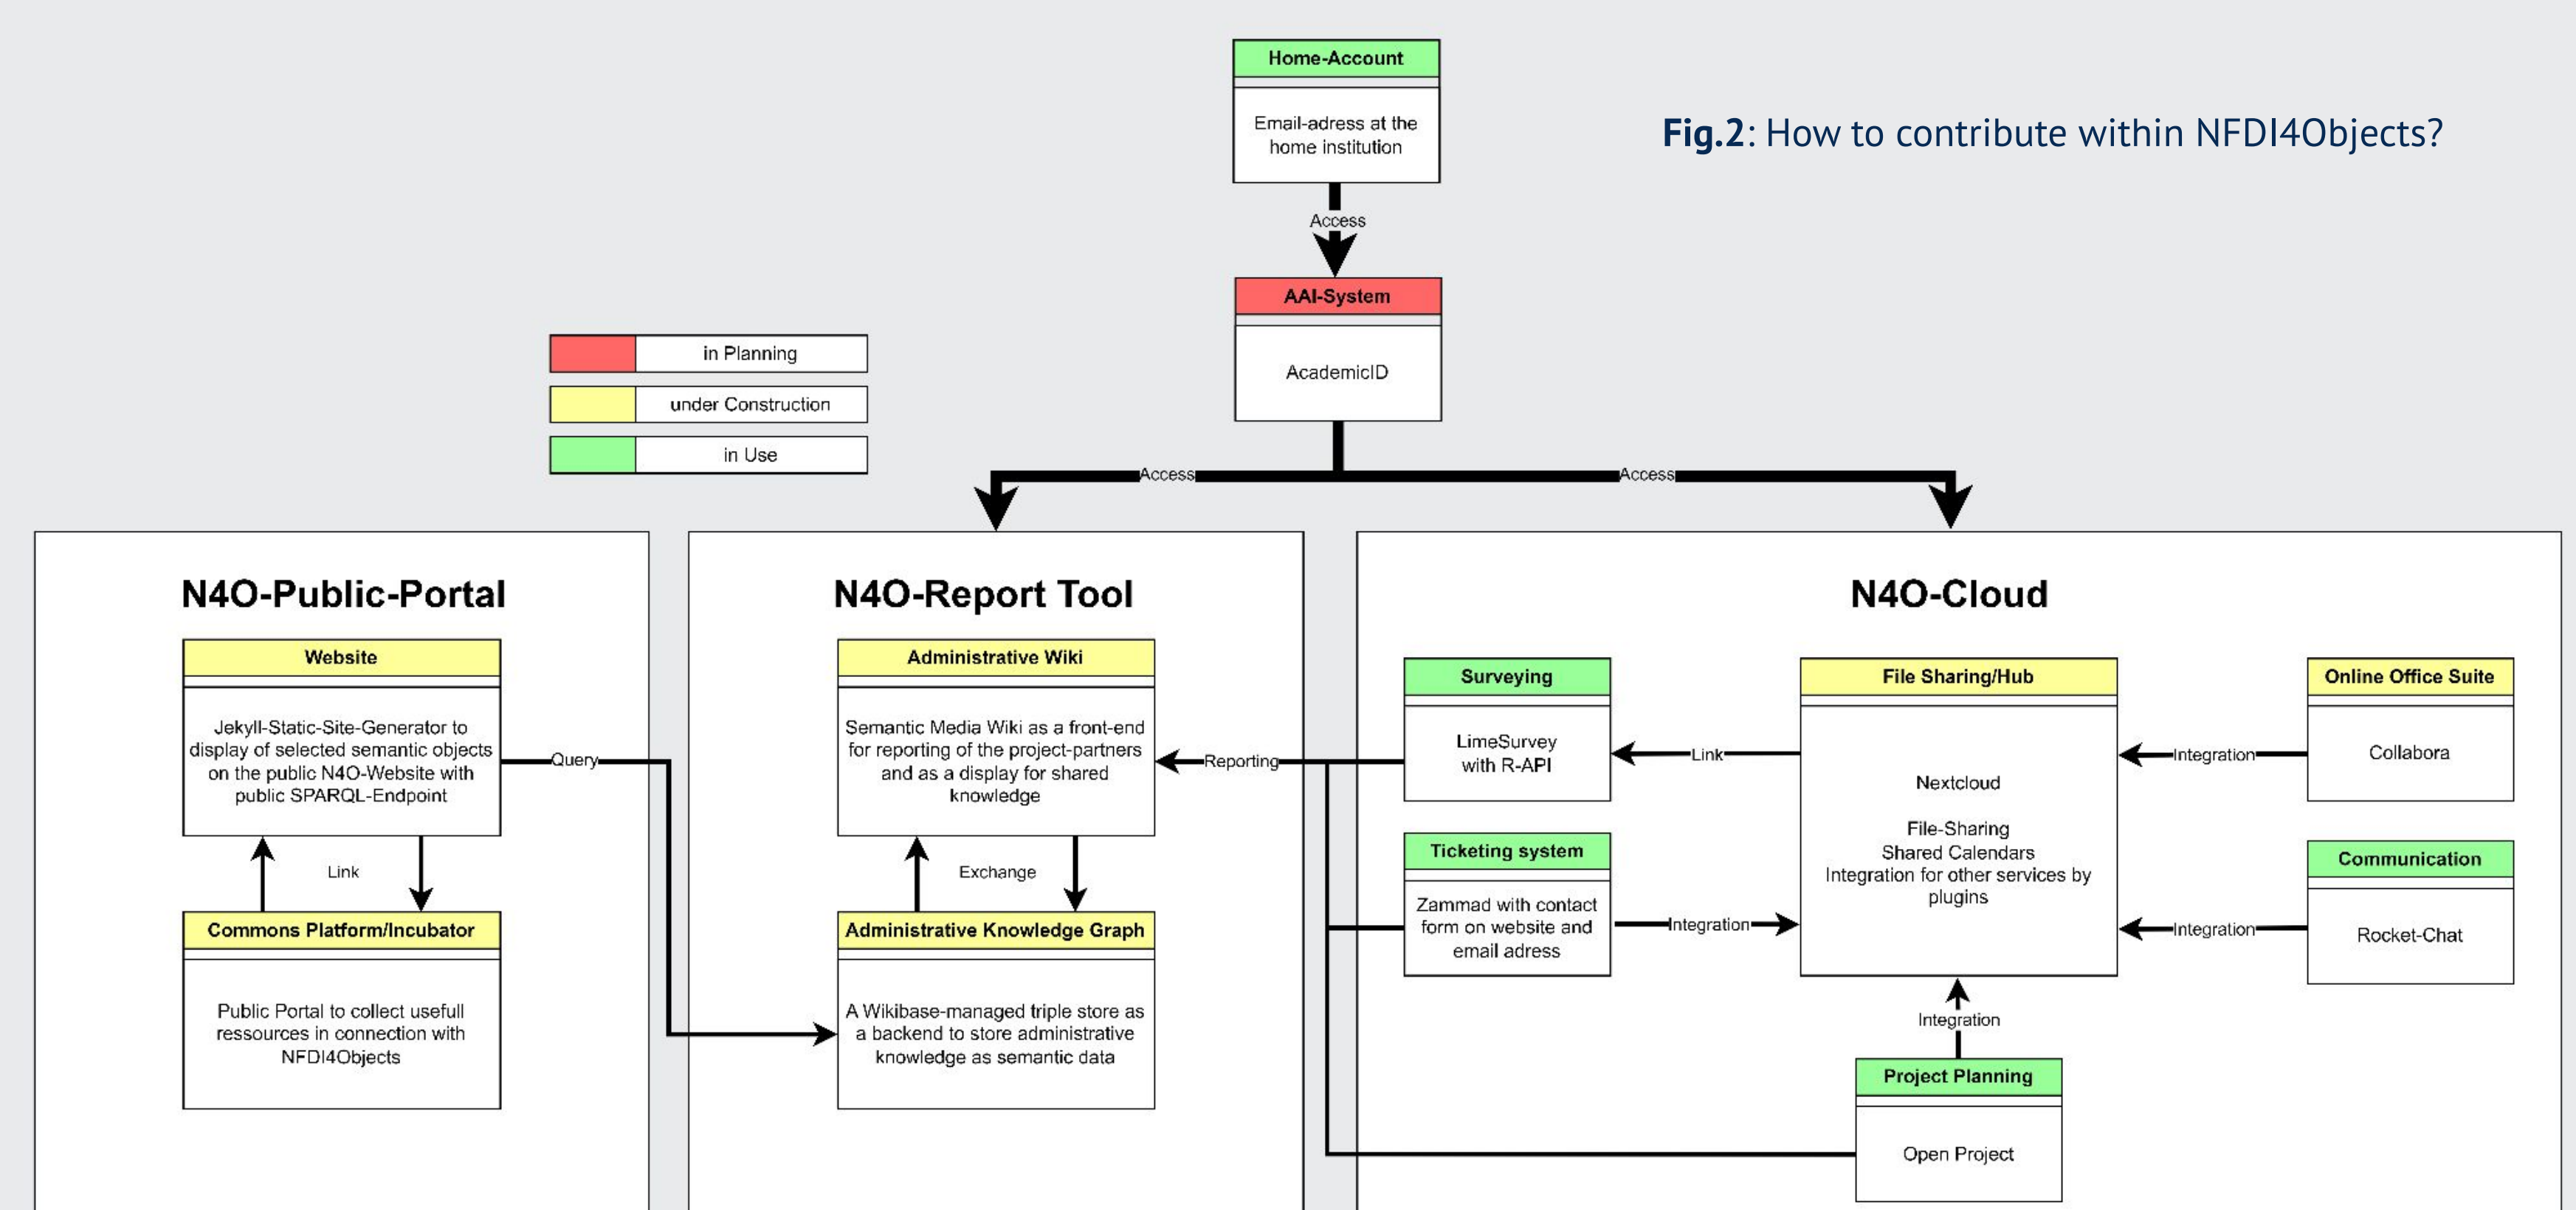 Home-Account
Email-adress at the
home institution
Fig.2: How to contribute within NFDI4Objects?
Access
AAI-System
AcademicID
in Planning
under Construction
in Use
Access
Access
N4O-Public-Portal
Website
Jekyll-Static-Site-Generator to
display of selected semantic objects
on the public N4O-Website with
public SPARQL-Endpoint
Link
Commons Platform/Incubator
Public Portal to collect usefull
ressources in connection with
NFDI4Objects
Query
N4O-Report Tool
Administrative Wiki
Semantic Media Wiki as a front-end
for reporting of the project-partners
and as a display for shared
knowledge
Exchange
Administrative Knowledge Graph
A Wikibase-managed triple store as
a backend to store administrative
knowledge as semantic data
Reporting
N4O-Cloud
Surveying
LimeSurvey
with R-API
Link
Ticketing system
Zammad with contact
form on website and
email adress
Integration
File Sharing/Hub
Nextcloud
File-Sharing
Shared Calendars
Integration for other services by
plugins
Integration
Online Office Suite
Collabora
Integration
Communication
Rocket-Chat
Integration
Project Planning
Open Project